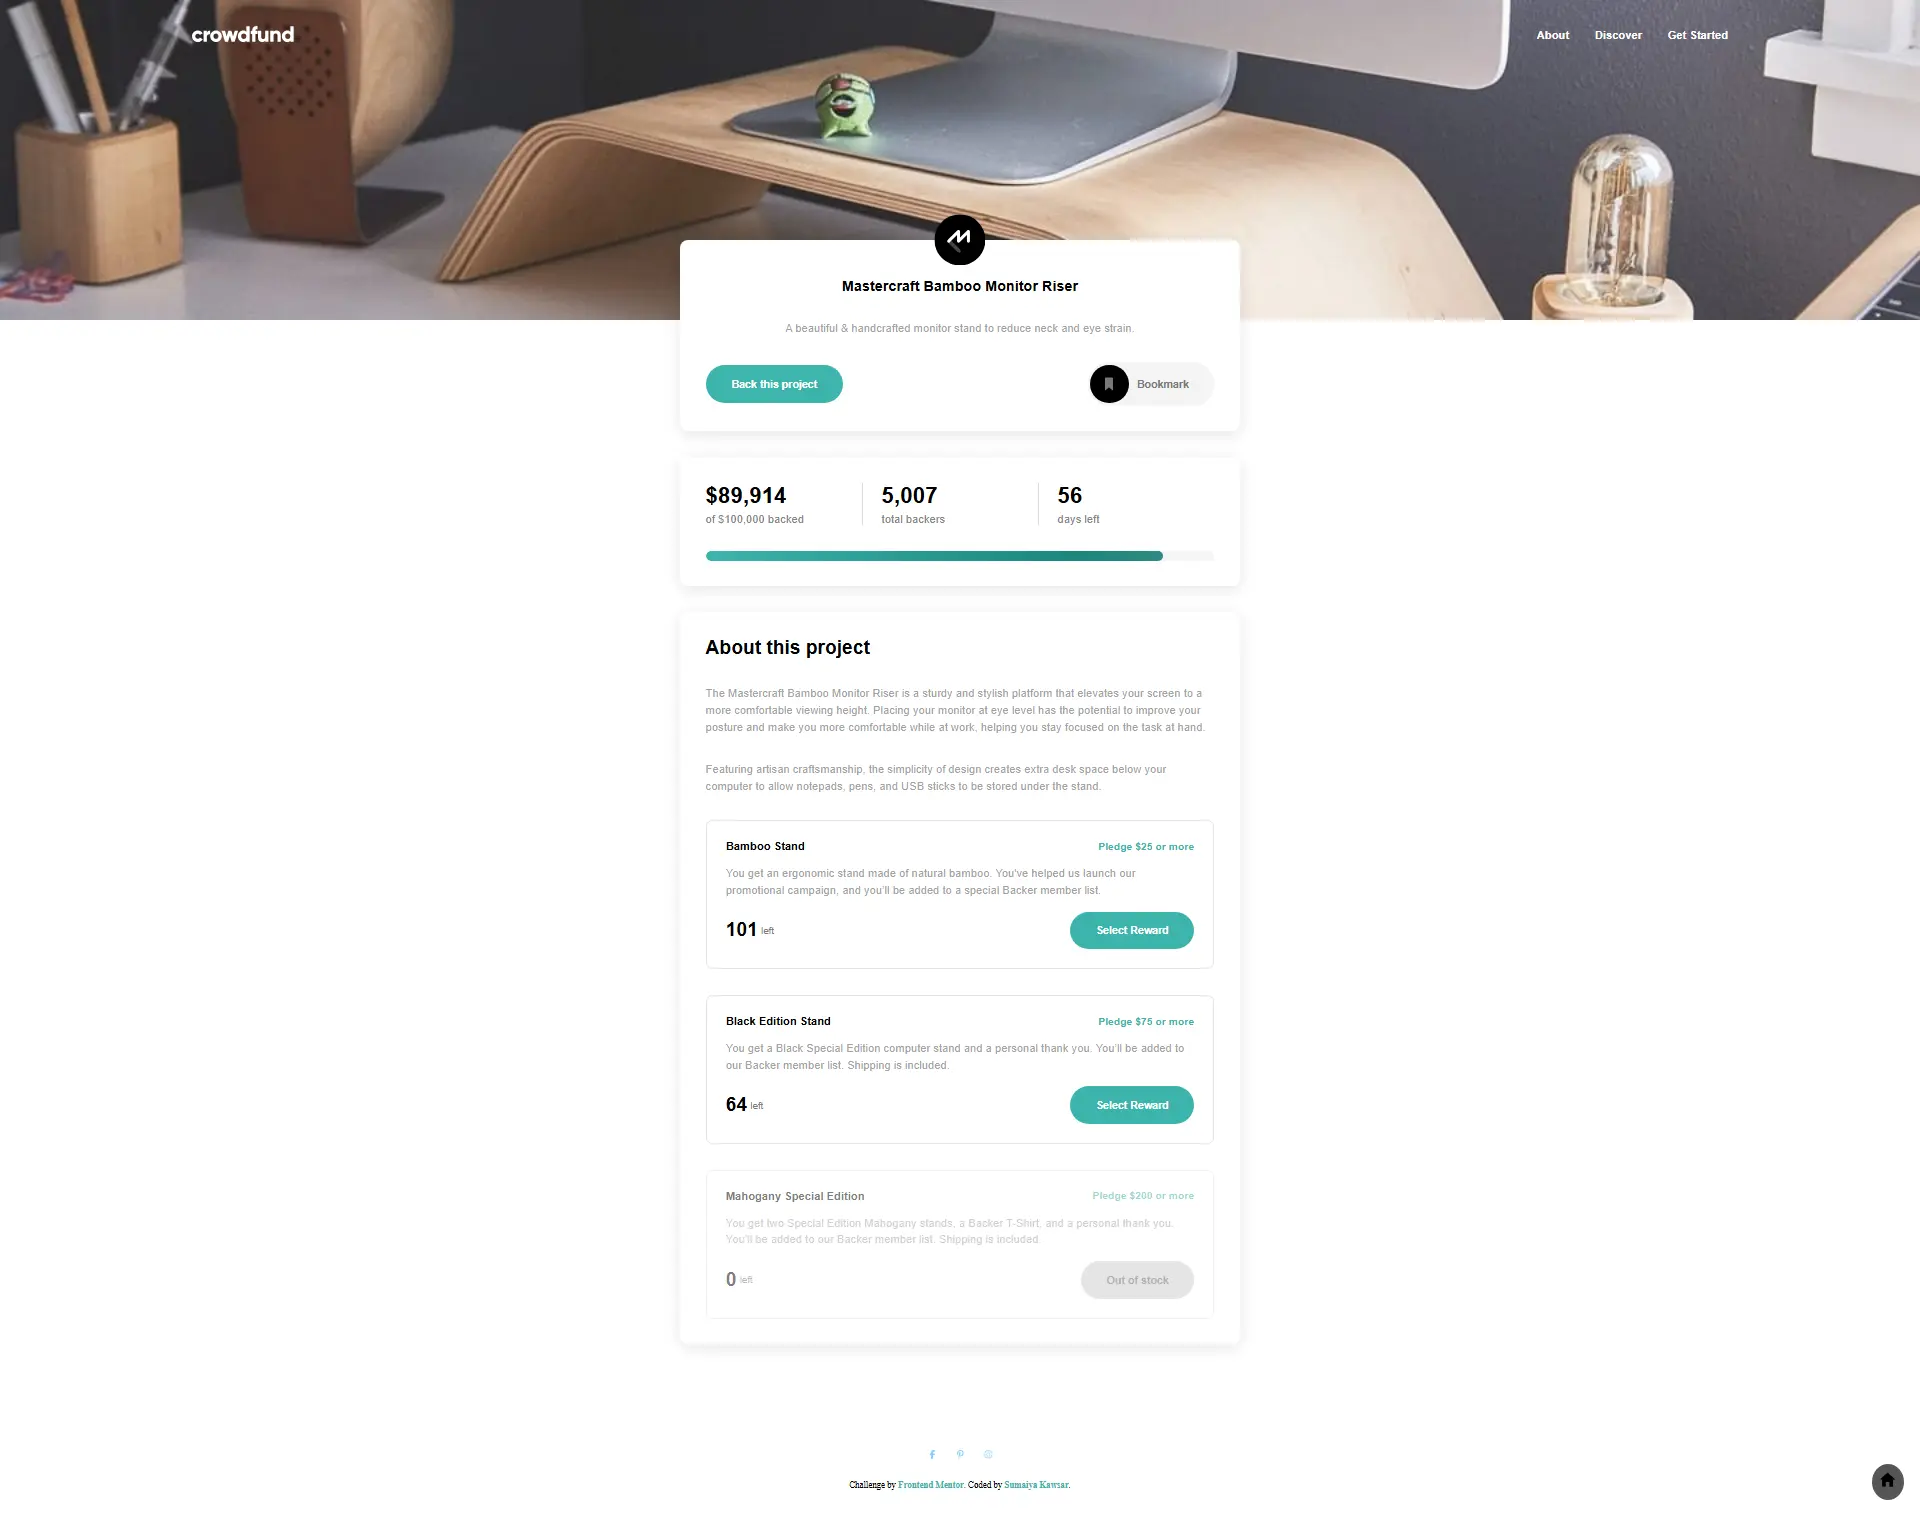 crowdfund
About Discover Get Started
Mastercraft Bamboo Monitor Riser
A beautiful & handcrafted monitor stand to reduce neck and eye strain.
Back this project
Bookmark
$89,914
of $100,000 backed
5,007
total backers
56
days left
About this project
The Mastercraft Bamboo Monitor Riser is a sturdy and stylish platform that elevates your screen to a
more comfortable viewing height. Placing your monitor at eye level has the potential to improve your
posture and make you more comfortable while at work, helping you stay focused on the task at hand.
Featuring artisan craftsmanship, the simplicity of design creates extra desk space below your
computer to allow notepads, pens, and USB sticks to be stored under the stand.
Bamboo Stand
Pledge $25 or more
You get an ergonomic stand made of natural bamboo. You've helped us launch our
promotional campaign, and you'll be added to a special Backer member list.
101 left
Select Reward
Black Edition Stand
Pledge $75 or more
You get a Black Special Edition computer stand and a personal thank you. You'll be added to
our Backer member list. Shipping is included.
64 left
Select Reward
Mahogany Special Edition
Pledge $200 or more
You get two Special Edition Mahogany stands, a Backer T-Shirt, and a personal thank you.
You'll be added to our Backer member list. Shipping is included
0 left
Out of stock
Challenge by Frontend Mentor. Coded by Sumaiya Kawsar.